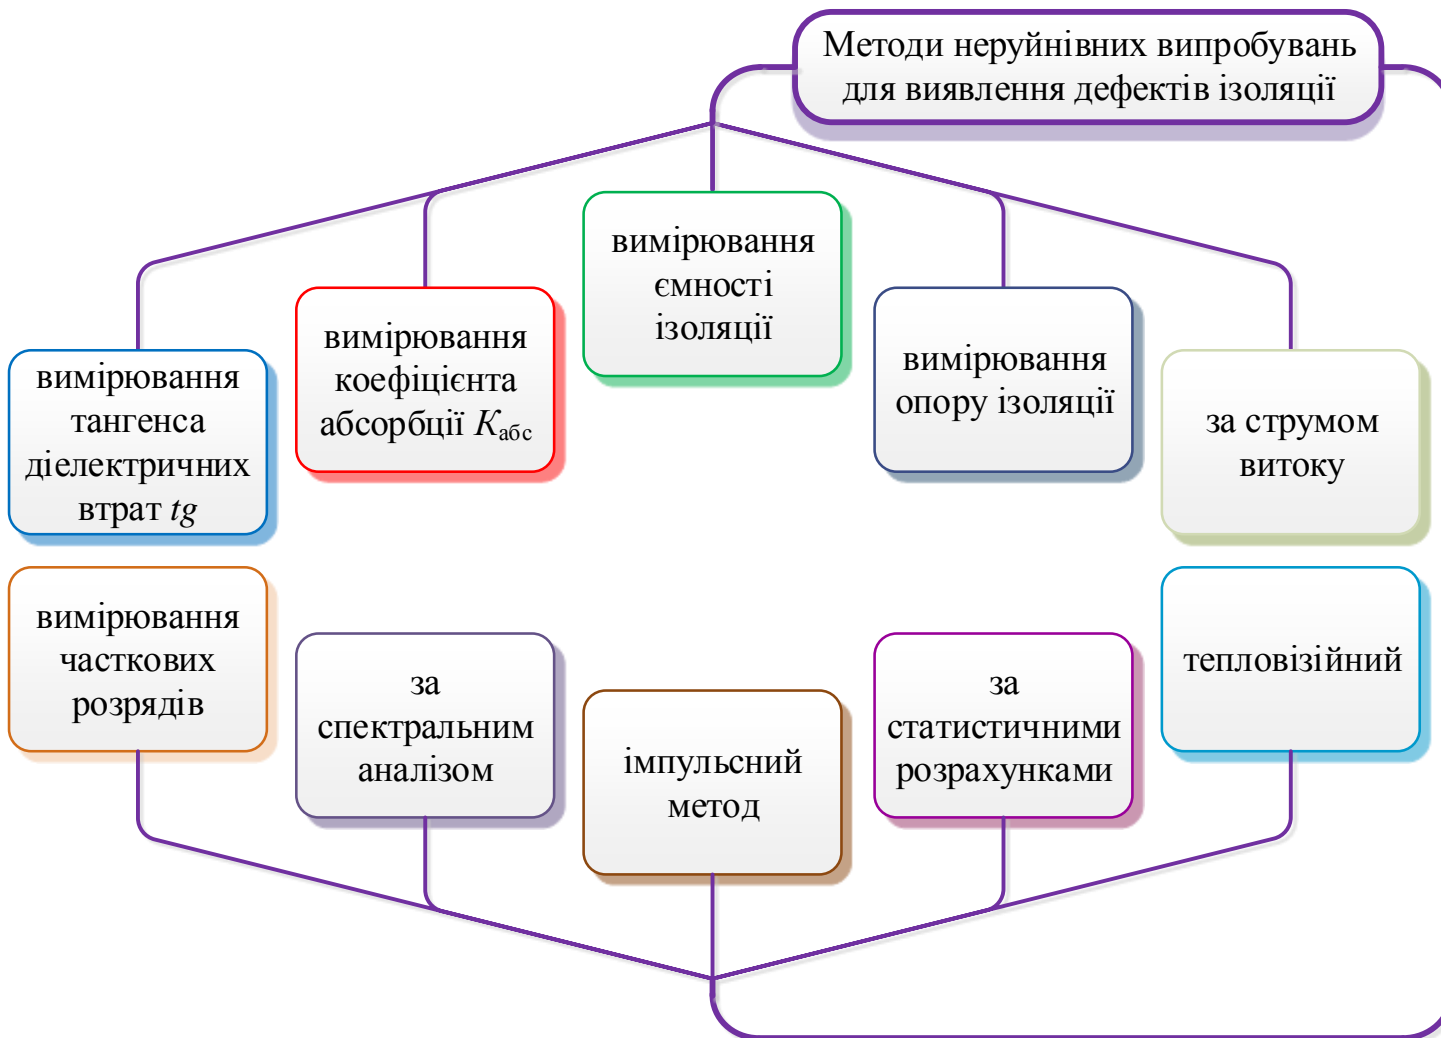 Методи неруйнівних випробувань
для виявлення дефектів ізоляції
вимірювання
тангенса
діелектричних
втрат tg
вимірювання
коефіцієнта
абсорбції Kабс
вимірювання
ємності
ізоляції
вимірювання
опору ізоляції
за струмом
витоку
вимірювання
часткових
розрядів
за
спектральним
аналізом
імпульсний
метод
за
статистичними
розрахунками
тепловізійний